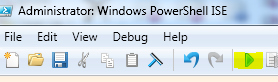 Administrator: Windows PowerShell ISE
File Edit View Debug Help